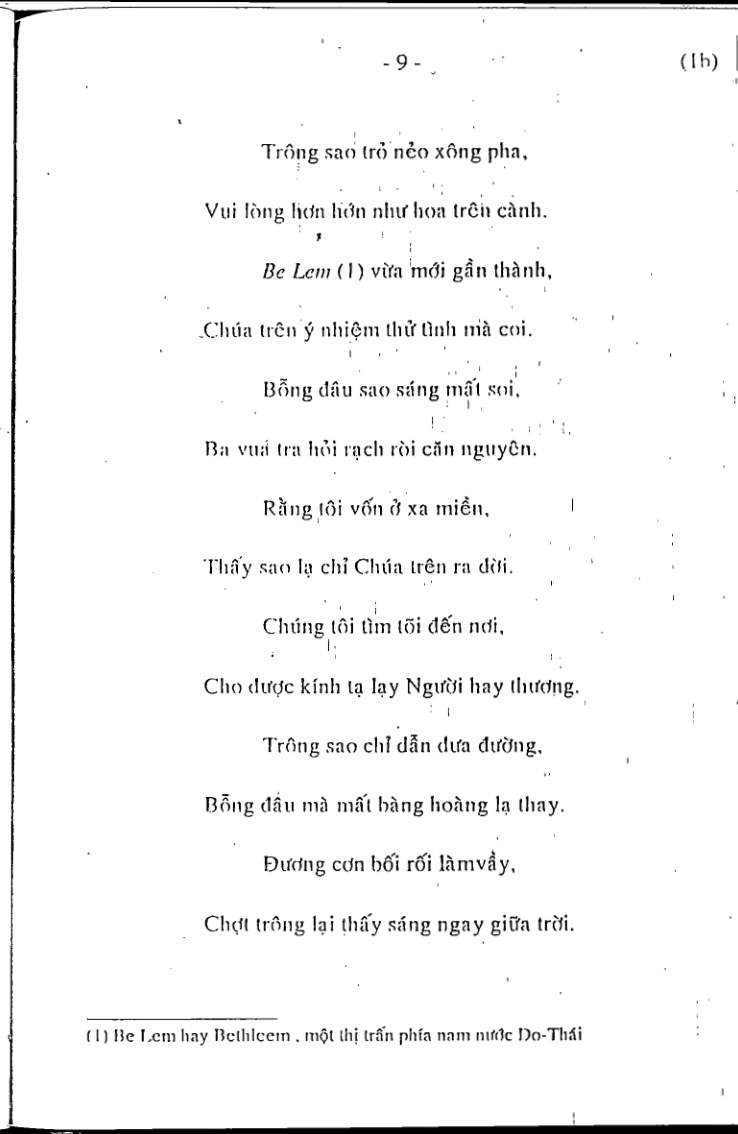 - 9 -
(1b)
Trông sao trỏ nẻo xông pha,
Vui lòng hơn hớn như hoa trên cành.
Be Lem (1) vừa mới gần thành,
Chúa trên ý nhiệm thử tình mà coi.
Bỗng đâu sao sáng mất soi,
Ba vua tra hỏi rạch ròi căn nguyên.
Rằng tôi vốn ở xa miền,
Thấy sao lạ chỉ Chúa trên ra đời.
Chúng tôi tìm tõi đến nơi,
Cho được kính tạ lạy Người hay thương.
Trông sao chỉ dẫn đưa đường,
Bỗng đâu mà mất bàng hoàng lạ thay.
Đương cơn bối rối làmvầy,
Chợt trông lại thấy sáng ngay giữa trời.
(1) Be Lem hay Bethleem , một thị trấn phía nam nước Do-Thái